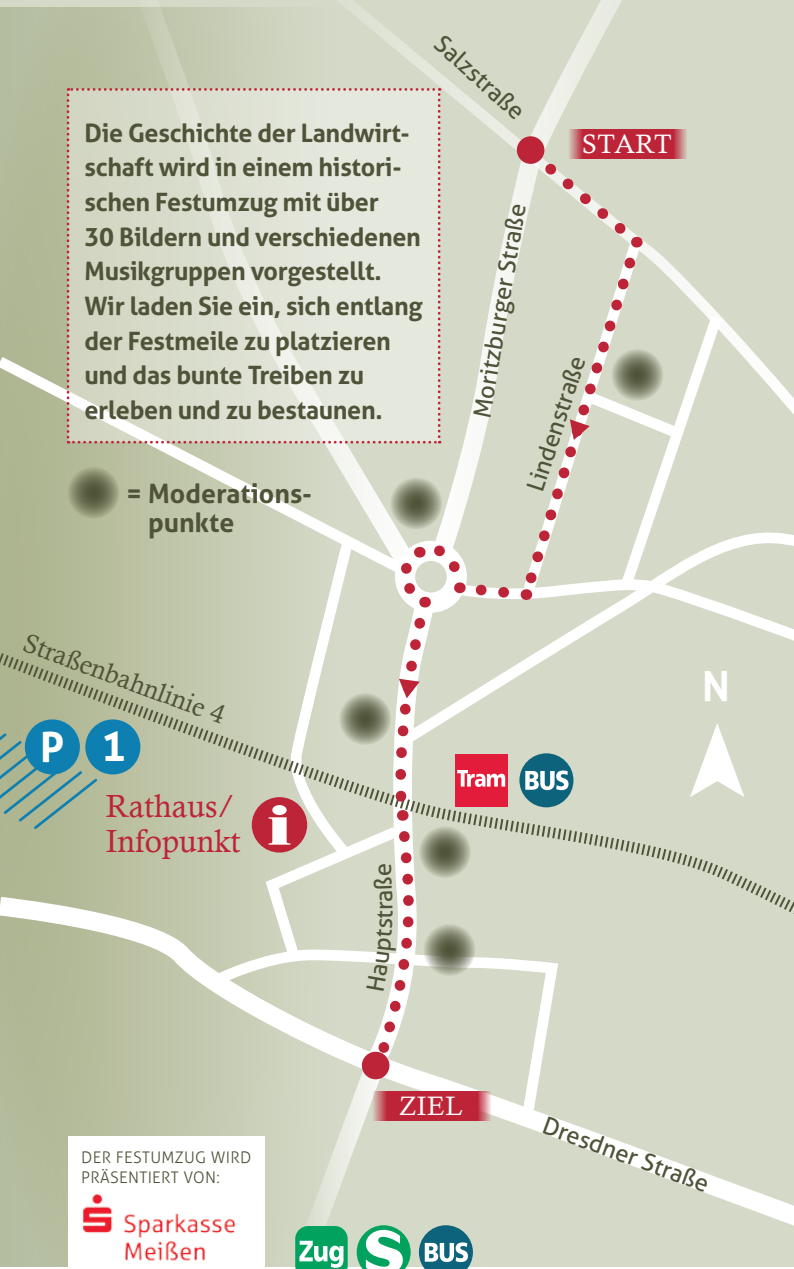 Salzstraße
START
Die Geschichte der Landwirt-
schaft wird in einem histori-
schen Festumzug mit über
30 Bildern und verschiedenen
Musikgruppen vorgestellt.
Wir laden Sie ein, sich entlang
der Festmeile zu platzieren
und das bunte Treiben zu
erleben und zu bestaunen.
Moritzburger Straße
Lindenstraße
= Moderations-
punkte
Straßenbahnlinie 4
N
P 1
Tram BUS
Rathaus/
Infopunkt i
Hauptstraße
ZIEL
Dresdner Straße
DER FESTUMZUG WIRD
PRÄSENTIERT VON:
Sparkasse
Meißen
Zug S BUS